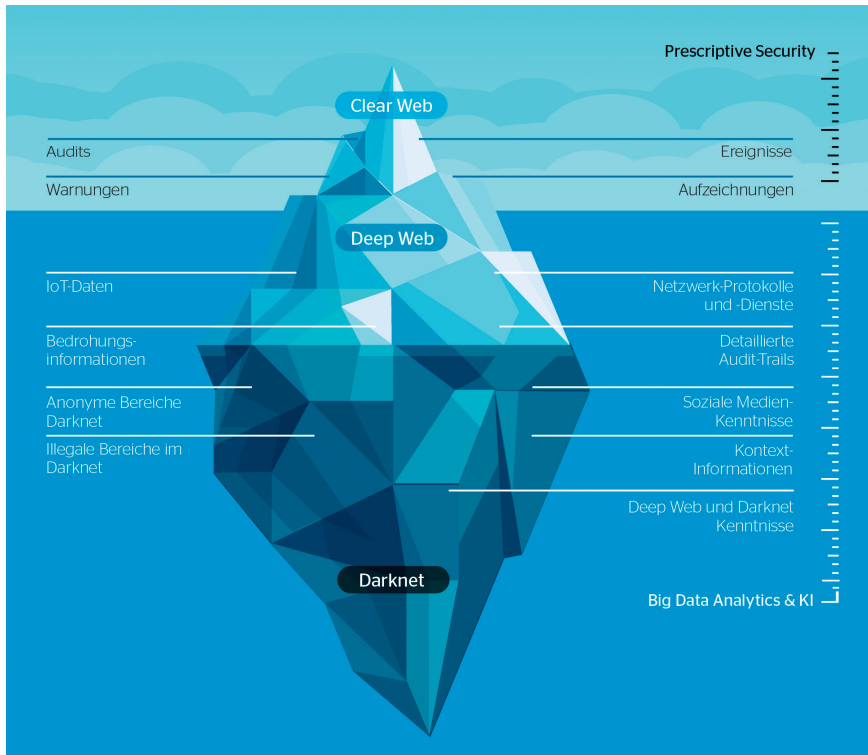 Prescriptive Security
Clear Web
Audits
Ereignisse
Warnungen
Aufzeichnungen
Deep Web
IoT-Daten
Netzwerk-Protokolle
und -Dienste
Bedrohungs-
informationen
Detaillierte
Audit-Trails
Anonyme Bereiche
Darknet
Soziale Medien-
Kenntnisse
Illegale Bereiche im
Darknet
Kontext-
Informationen
Deep Web und Darknet
Kenntnisse
Darknet
Big Data Analytics & KI